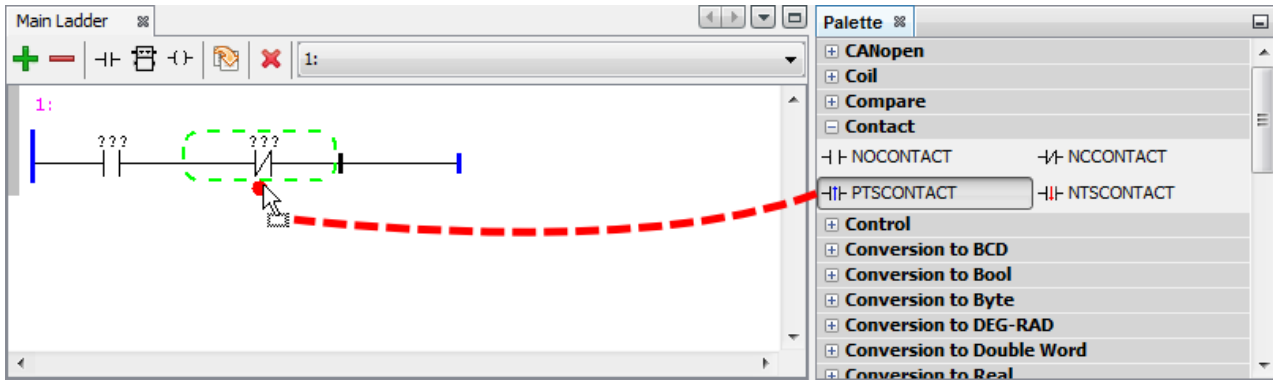 Main Ladder
1:
1:
???
???
Palette
CANopen
Coil
Compare
Contact
NOCONTACT NCCONTACT
PTSCONTACT NTSCONTACT
Control
Conversion to BCD
Conversion to Bool
Conversion to Byte
Conversion to DEG-RAD
Conversion to Double Word
Conversion to Real